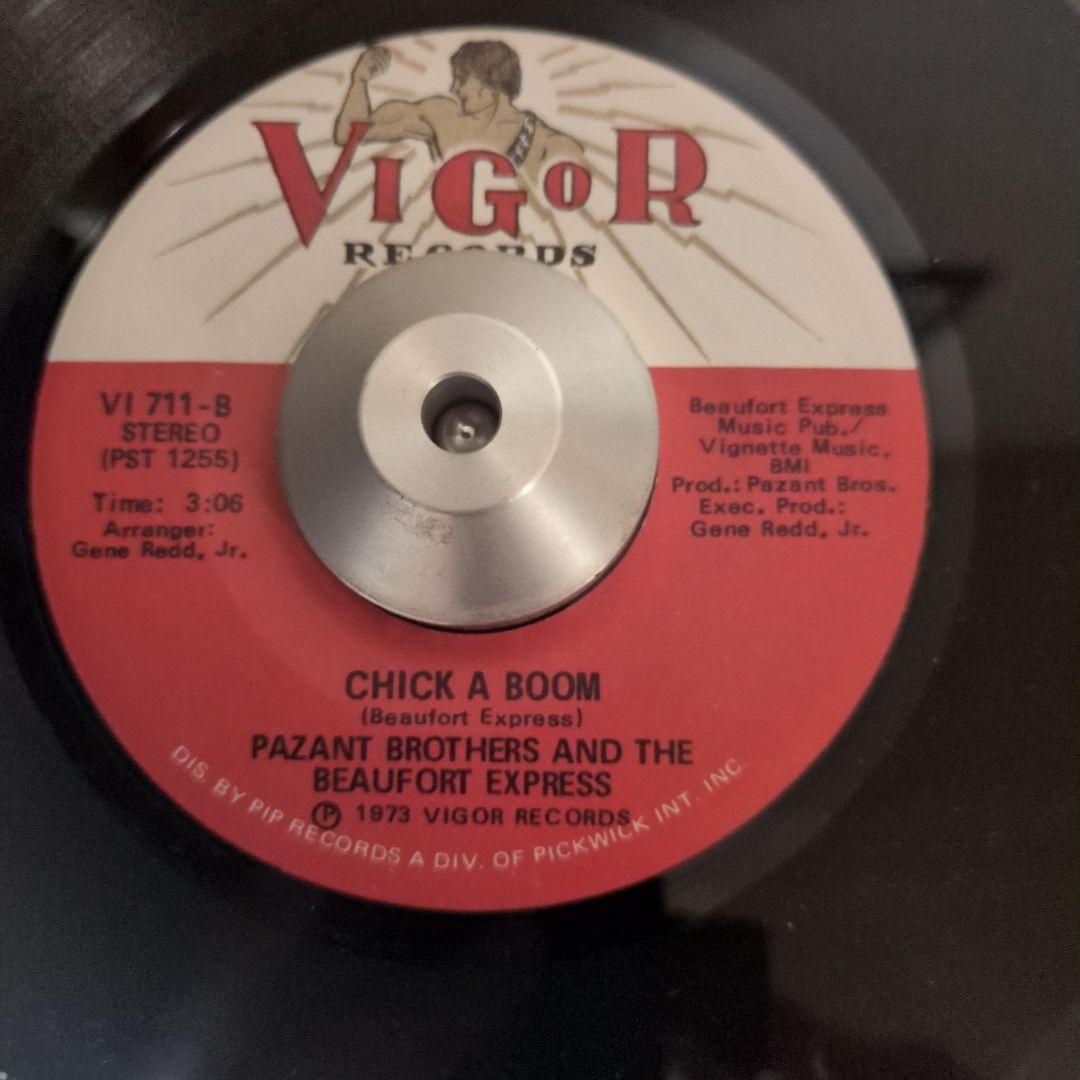 VIGOR
RECORDS
VI 711-B
STEREO
(PST 1255)
Time: 3:06
Arranger:
Gene Redd, Jr.
Beaufort Express
Music Pub./
Vignette Music,
BMI
Prod.: Pazant Bros.
Exec. Prod.:
Gene Redd, Jr.
CHICK A BOOM
(Beaufort Express)
PAZANT BROTHERS AND THE
BEAUFORT EXPRESS
Ⓟ 1973 VIGOR RECORDS
DIS. BY PIP RECORDS A DIV. OF PICKWICK INT. INC.